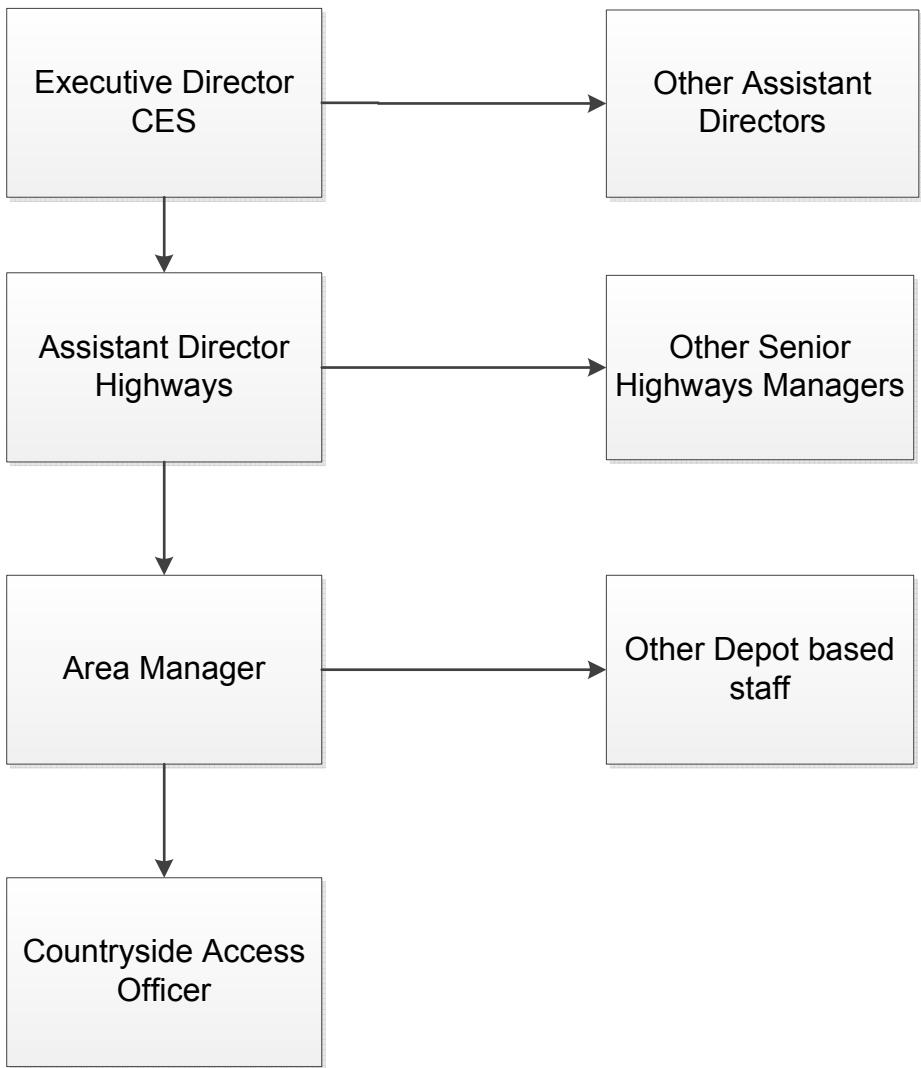 Executive Director
CES
Other Assistant
Directors
Assistant Director
Highways
Other Senior
Highways Managers
Area Manager
Other Depot based
staff
Countryside Access
Officer